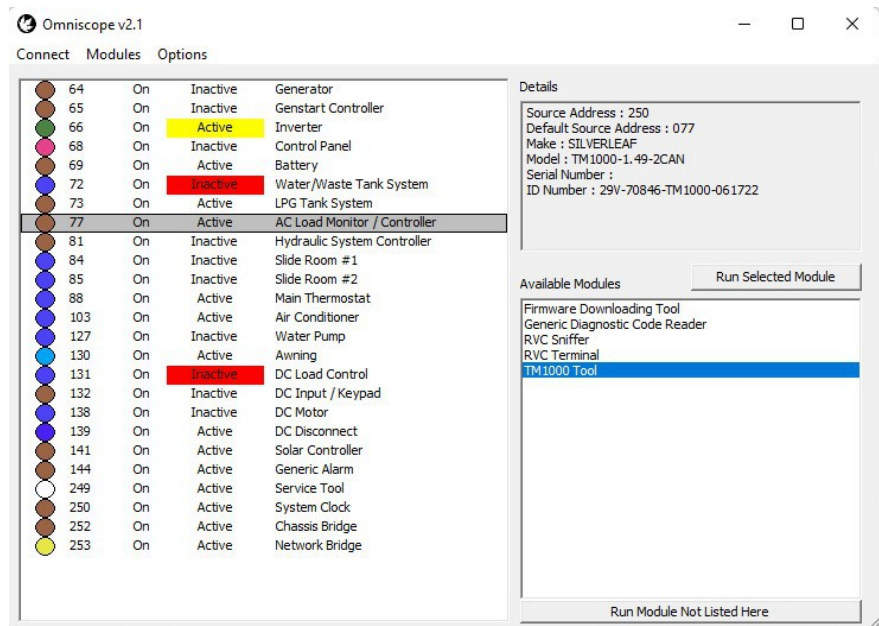 Omniscope v2.1
Connect Modules Options
64 On Inactive Generator
65 On Inactive Genstart Controller
66 On Active Inverter
68 On Inactive Control Panel
69 On Active Battery
72 On Inactive Water/Waste Tank System
73 On Active LPG Tank System
77 On Active AC Load Monitor / Controller
81 On Inactive Hydraulic System Controller
84 On Inactive Slide Room #1
85 On Inactive Slide Room #2
88 On Active Main Thermostat
103 On Active Air Conditioner
127 On Inactive Water Pump
130 On Active Awning
131 On Inactive DC Load Control
132 On Inactive DC Input / Keypad
138 On Inactive DC Motor
139 On Active DC Disconnect
141 On Active Solar Controller
144 On Active Generic Alarm
249 On Active Service Tool
250 On Active System Clock
252 On Active Chassis Bridge
253 On Active Network Bridge
Details
Source Address : 250
Default Source Address : 077
Make : SILVERLEAF
Model : TM1000-1.49-2CAN
Serial Number :
ID Number : 29V-70846-TM1000-061722
Available Modules
Run Selected Module
Firmware Downloading Tool
Generic Diagnostic Code Reader
RVC Sniffer
RVC Terminal
TM1000 Tool
Run Module Not Listed Here